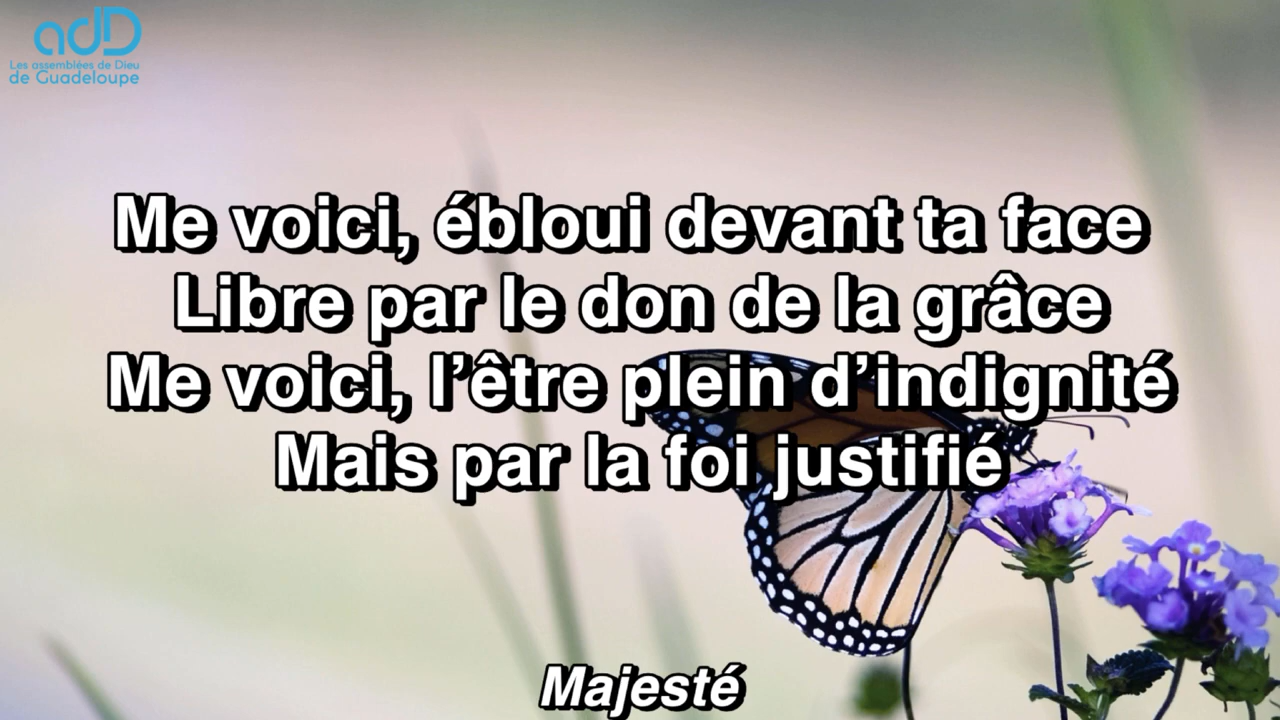 adD
Les assemblées de Dieu
de Guadeloupe
Me voici, ébloui devant ta face
Libre par le don de la grâce
Me voici, l’être plein d’indignité
Mais par la foi justifié
Majesté